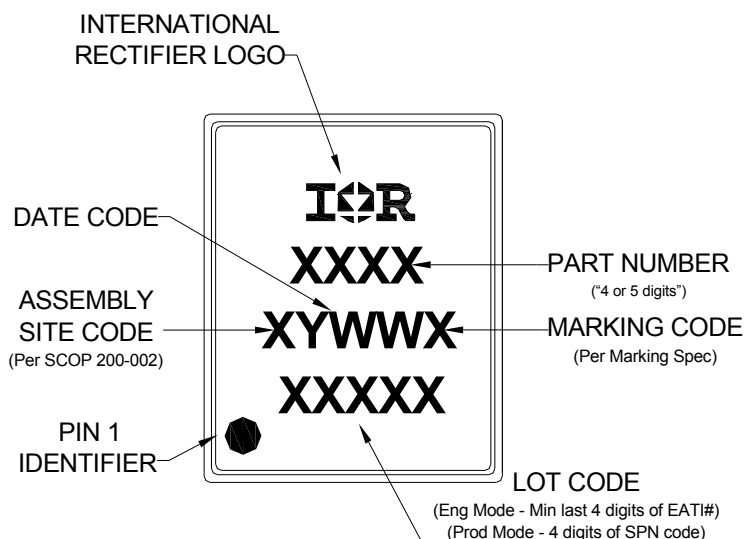 INTERNATIONAL
RECTIFIER LOGO
IOR
DATE CODE
XXXX
PART NUMBER
(“4 or 5 digits”)
ASSEMBLY
SITE CODE
(Per SCOP 200-002)
XYWWX
MARKING CODE
(Per Marking Spec)
XXXXX
PIN 1
IDENTIFIER
LOT CODE
(Eng Mode - Min last 4 digits of EATI#)
(Prod Mode - 4 digits of SPN code)